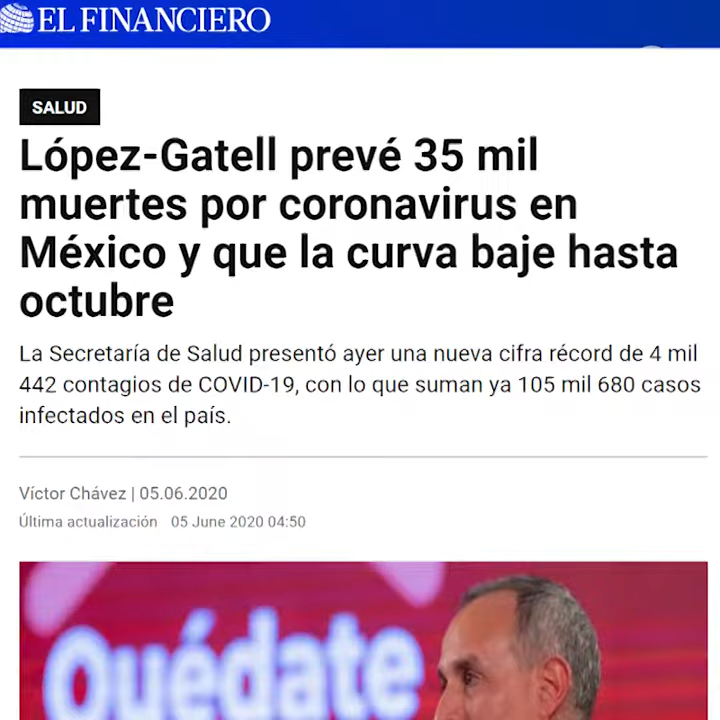 EL FINANCIERO
SALUD
López-Gatell prevé 35 mil
muertes por coronavirus en
México y que la curva baje hasta
octubre
La Secretaría de Salud presentó ayer una nueva cifra récord de 4 mil
442 contagios de COVID-19, con lo que suman ya 105 mil 680 casos
infectados en el país.
Víctor Chávez | 05.06.2020
Última actualización 05 June 2020 04:50
Quédate